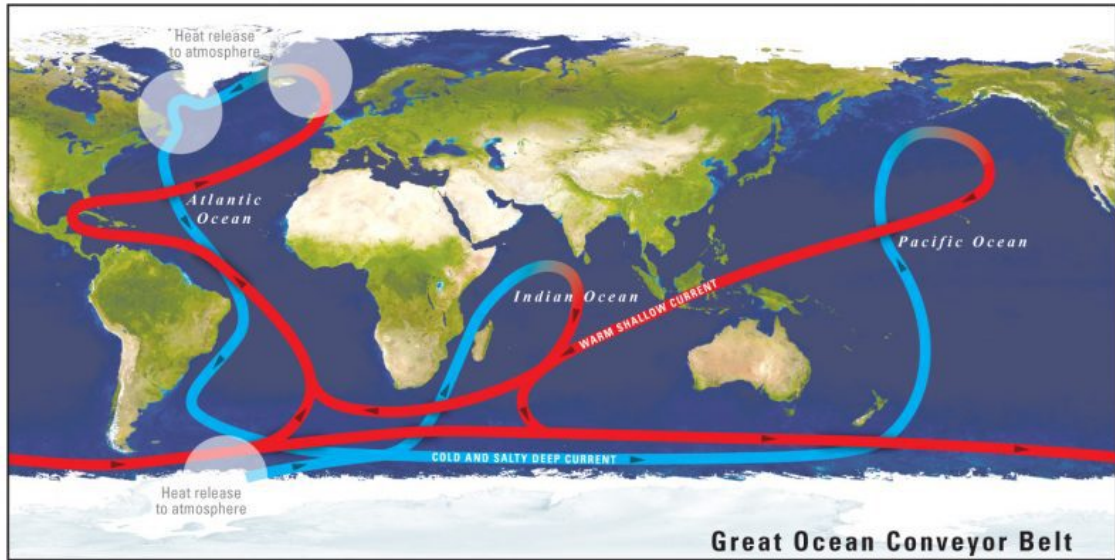 Heat release
to atmosphere
Atlantic
Ocean
Pacific Ocean
Indian Ocean
WARM SHALLOW CURRENT
COLD AND SALTY DEEP CURRENT
Heat release
to atmosphere
Great Ocean Conveyor Belt